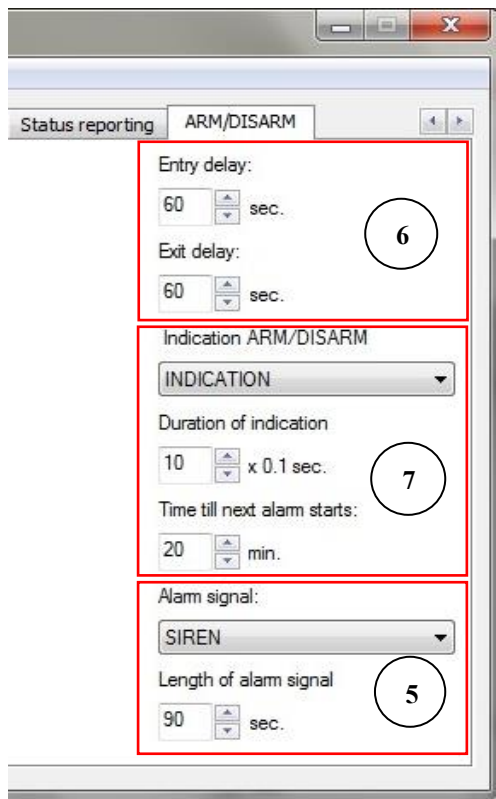 Status reporting ARM/DISARM
Entry delay:
60 sec.
6
Exit delay:
60 sec.
Indication ARM/DISARM
INDICATION
Duration of indication
10 x 0.1 sec.
7
Time till next alarm starts:
20 min.
Alarm signal:
SIREN
Length of alarm signal
5
90 sec.